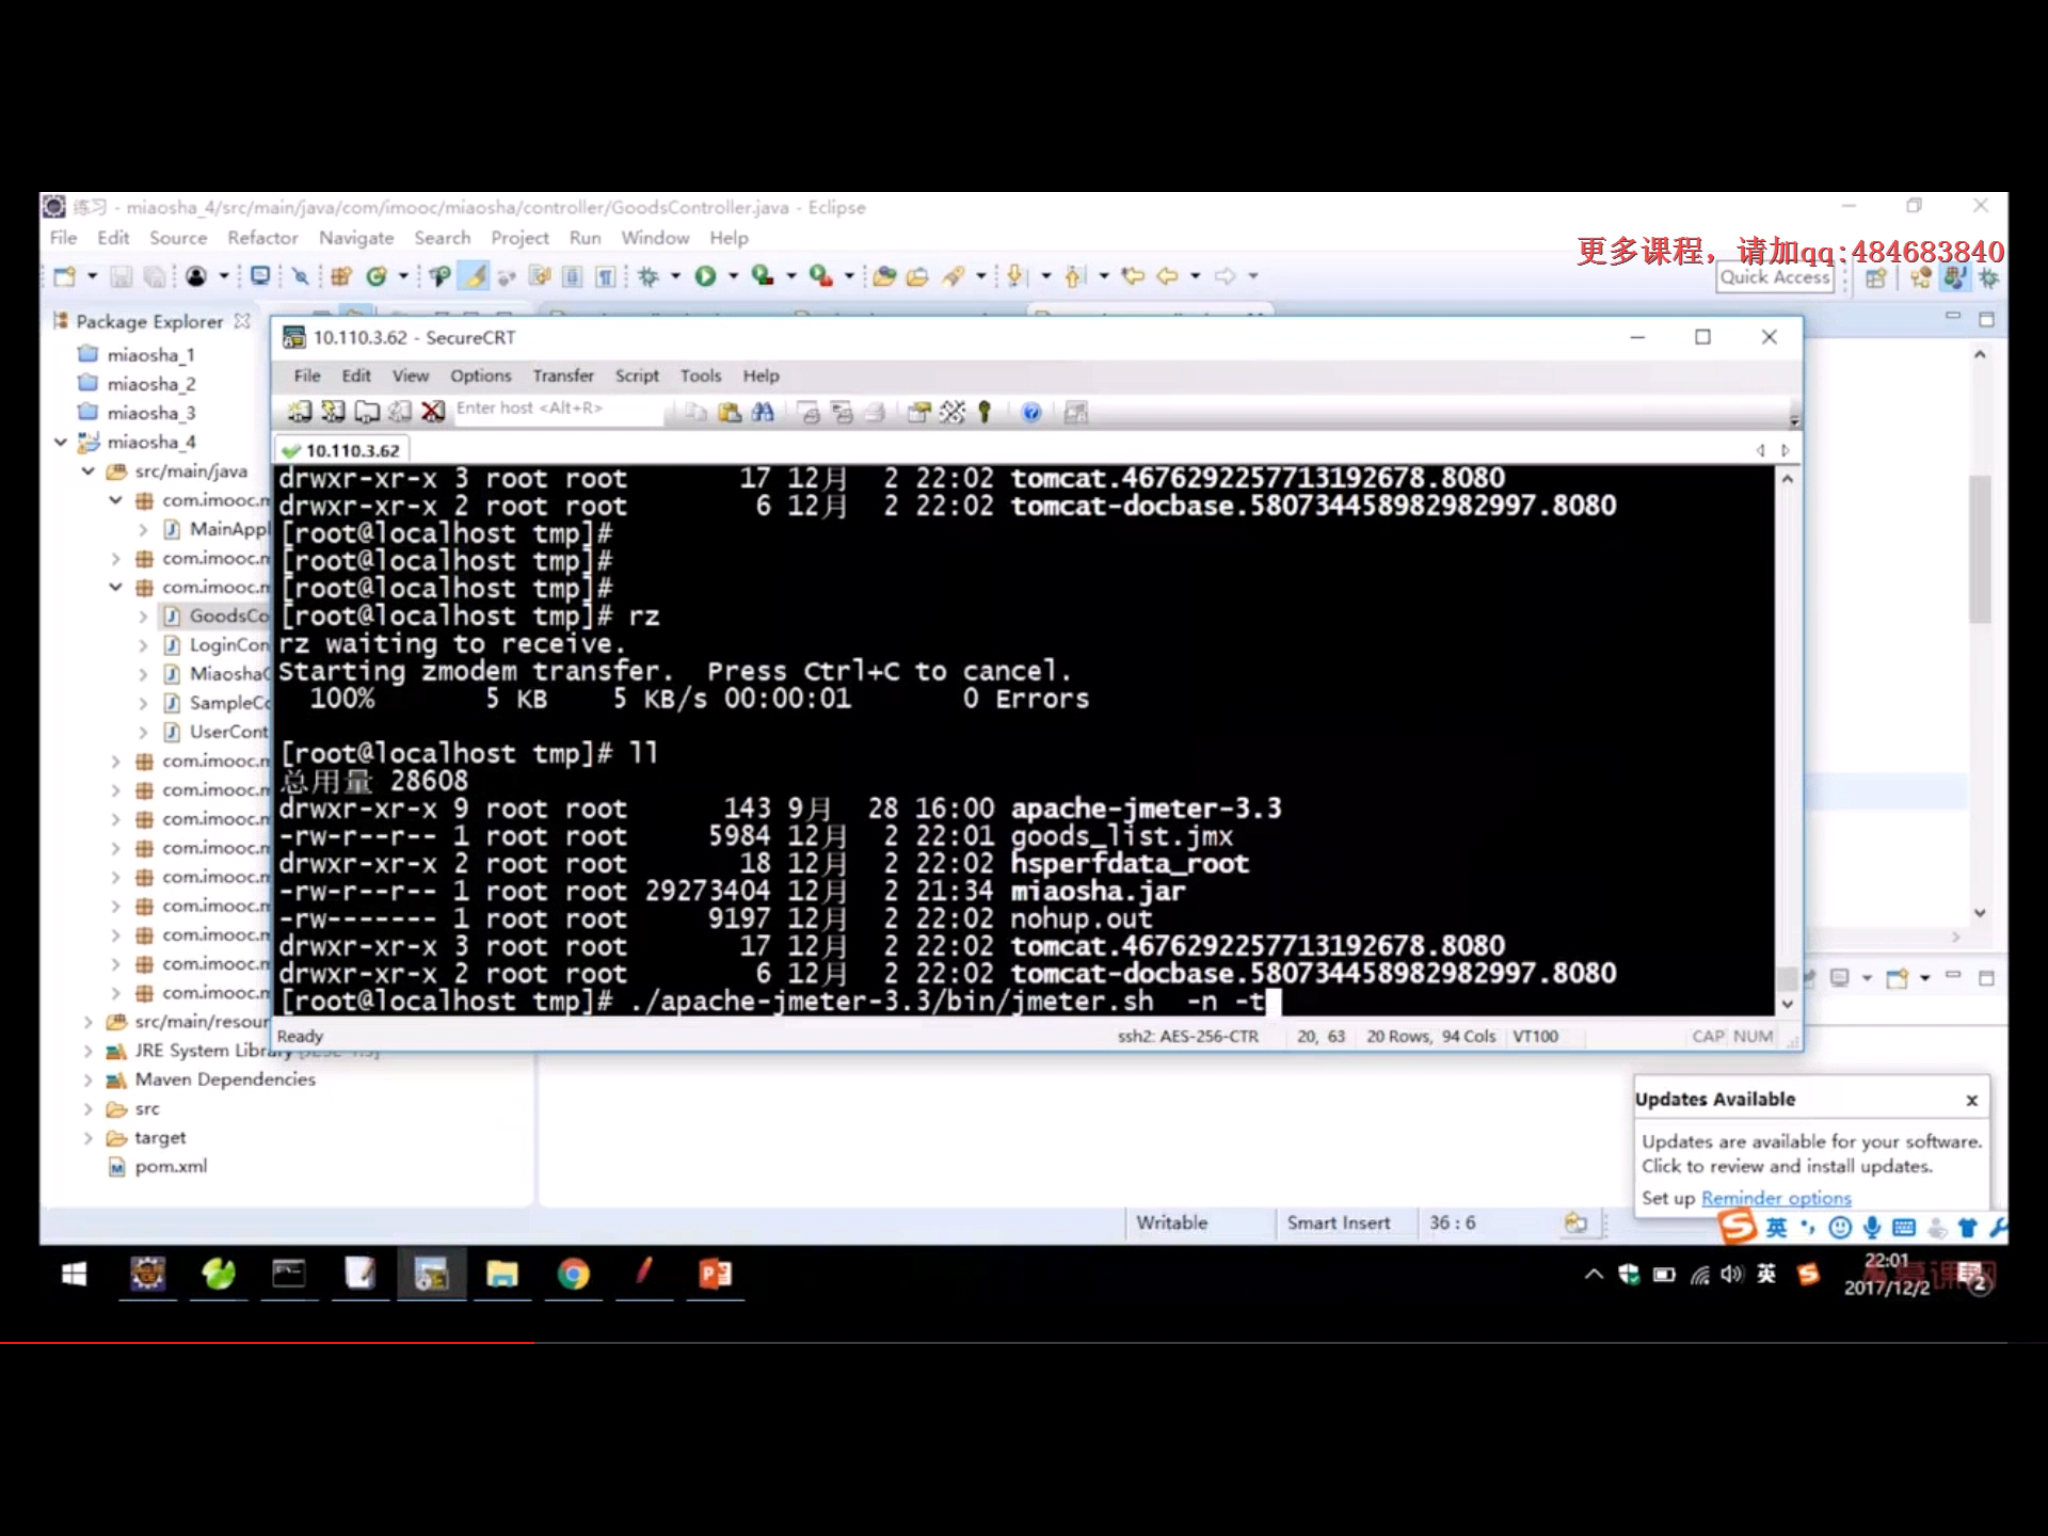 练习 - miaosha_4/src/main/java/com/imooc/miaosha/controller/GoodsController.java - Eclipse
File Edit Source Refactor Navigate Search Project Run Window Help
更多课程，请加qq:484683840
Quick Access
Package Explorer
miaosha_1
miaosha_2
miaosha_3
miaosha_4
src/main/java
com.imooc.m
MainAppl
com.imooc.m
com.imooc.m
GoodsCo
LoginCon
MiaoshaC
SampleCo
UserCont
com.imooc.m
com.imooc.m
com.imooc.m
com.imooc.m
com.imooc.m
com.imooc.m
com.imooc.m
com.imooc.m
com.imooc.m
src/main/resour
JRE System Library
Maven Dependencies
src
target
pom.xml
10.110.3.62 - SecureCRT
File Edit View Options Transfer Script Tools Help
Enter host <Alt+R>
10.110.3.62
drwxr-xr-x 3 root root 17 12月 2 22:02 tomcat.4676292257713192678.8080
drwxr-xr-x 2 root root 6 12月 2 22:02 tomcat-docbase.580734458982982997.8080
[root@localhost tmp]#
[root@localhost tmp]#
[root@localhost tmp]#
[root@localhost tmp]# rz
rz waiting to receive.
Starting zmodem transfer. Press Ctrl+C to cancel.
100% 5 KB 5 KB/s 00:00:01 0 Errors
[root@localhost tmp]# ll
总用量 28608
drwxr-xr-x 9 root root 143 9月 28 16:00 apache-jmeter-3.3
-rw-r--r-- 1 root root 5984 12月 2 22:01 goods_list.jmx
drwxr-xr-x 2 root root 18 12月 2 22:02 hsperfdata_root
-rw-r--r-- 1 root root 29273404 12月 2 21:34 miaosha.jar
-rw------- 1 root root 9197 12月 2 22:02 nohup.out
drwxr-xr-x 3 root root 17 12月 2 22:02 tomcat.4676292257713192678.8080
drwxr-xr-x 2 root root 6 12月 2 22:02 tomcat-docbase.580734458982982997.8080
[root@localhost tmp]# ./apache-jmeter-3.3/bin/jmeter.sh -n -t
Ready ssh2: AES-256-CTR 20, 63 20 Rows, 94 Cols VT100 CAP NUM
Updates Available
Updates are available for your software.
Click to review and install updates.
Set up Reminder options
Writable Smart Insert 36 : 6
英
英
22:01
2017/12/2
2